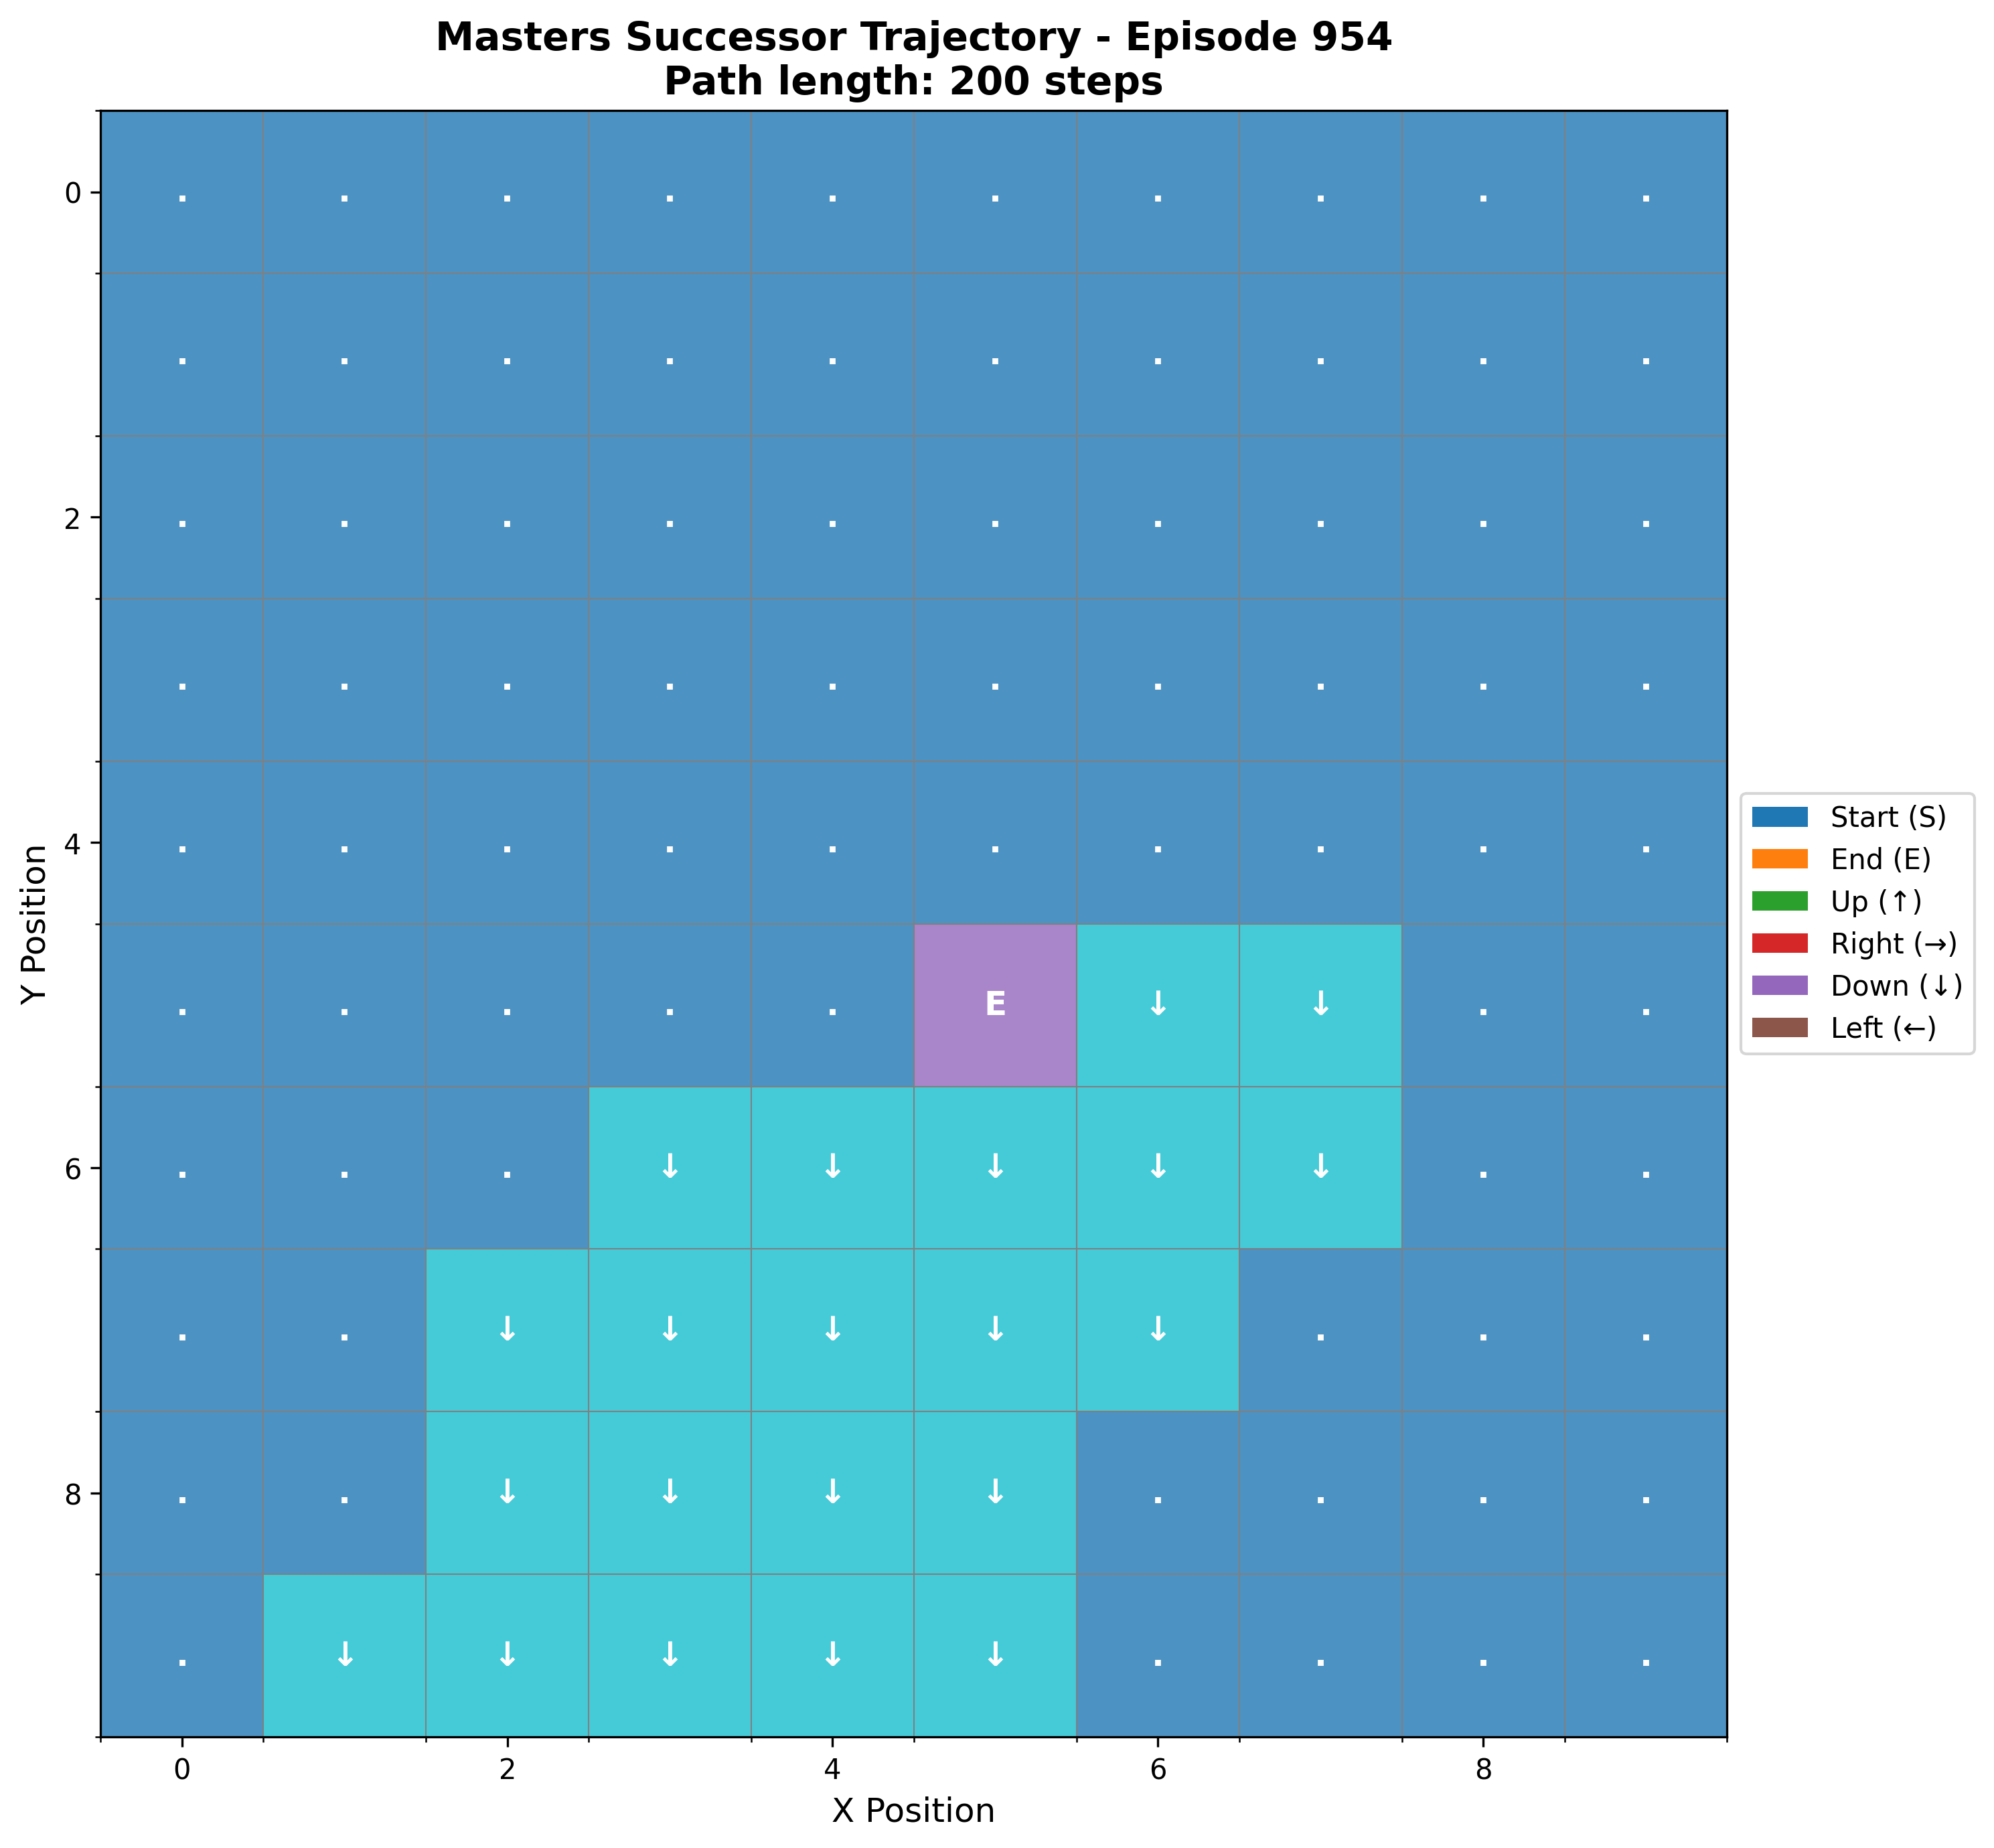 Masters Successor Trajectory - Episode 954
Path length: 200 steps
0 . . . . . . . . . .
. . . . . . . . . .
2 . . . . . . . . . .
. . . . . . . . . .
4 . . . . . . . . . .
. . . . . E ↓ ↓ . .
6 . . . ↓ ↓ ↓ ↓ ↓ . .
. . ↓ ↓ ↓ ↓ ↓ . . .
8 . . ↓ ↓ ↓ ↓ . . . .
. ↓ ↓ ↓ ↓ ↓ . . . .
0 2 4 6 8
X Position
Y Position
Start (S)
End (E)
Up (↑)
Right (→)
Down (↓)
Left (←)